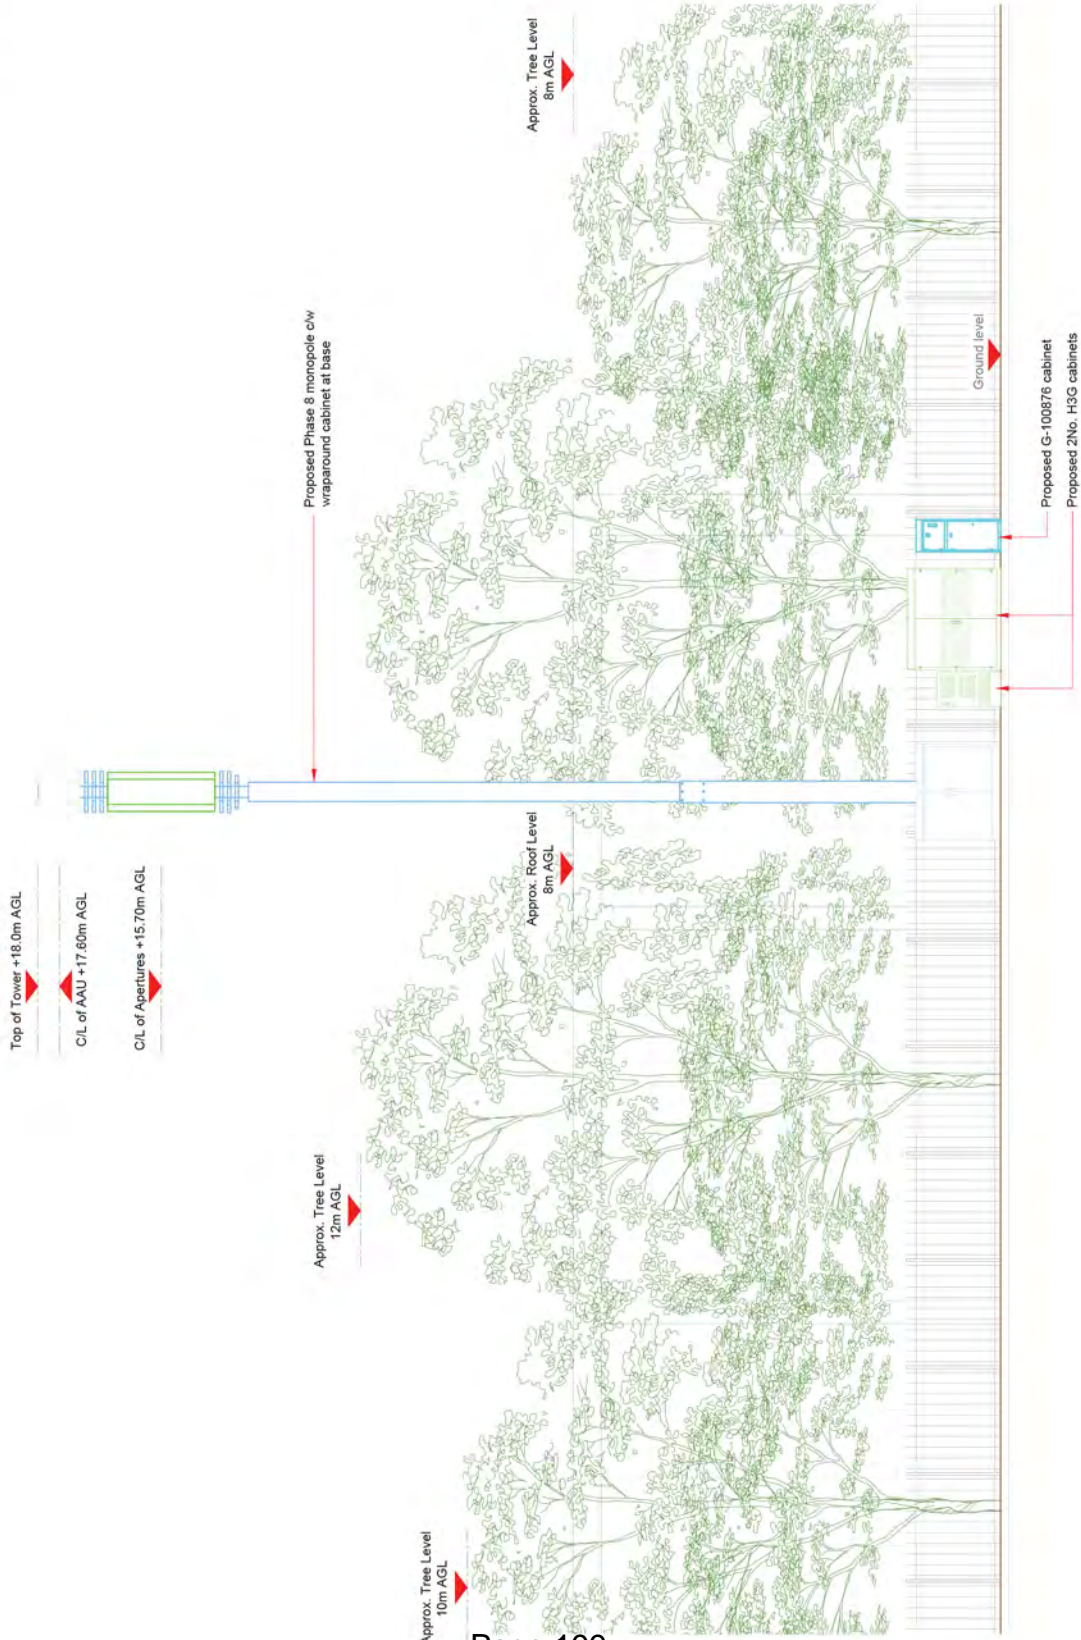 Top of Tower +18.0m AGL
C/L of AAU +17.60m AGL
C/L of Apertures +15.70m AGL
Proposed Phase 8 monopole c/w
wraparound cabinet at base
Approx. Tree Level
12m AGL
Approx. Tree Level
10m AGL
Approx. Roof Level
8m AGL
Approx. Tree Level
8m AGL
Ground level
Proposed G-100876 cabinet
Proposed 2No. H3G cabinets